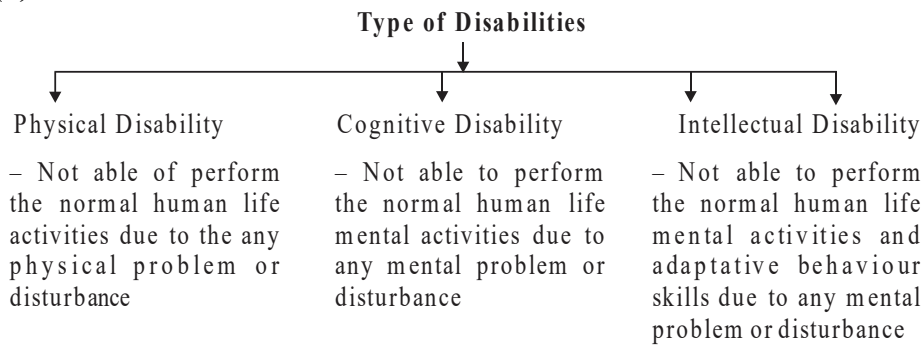 Type of Disabilities
Physical Disability
– Not able of perform
the normal human life
activities due to the any
physical problem or
disturbance
Cognitive Disability
– Not able to perform
the normal human life
mental activities due to
any mental problem or
disturbance
Intellectual Disability
– Not able to perform
the normal human life
mental activities and
adaptative behaviour
skills due to any mental
problem or disturbance